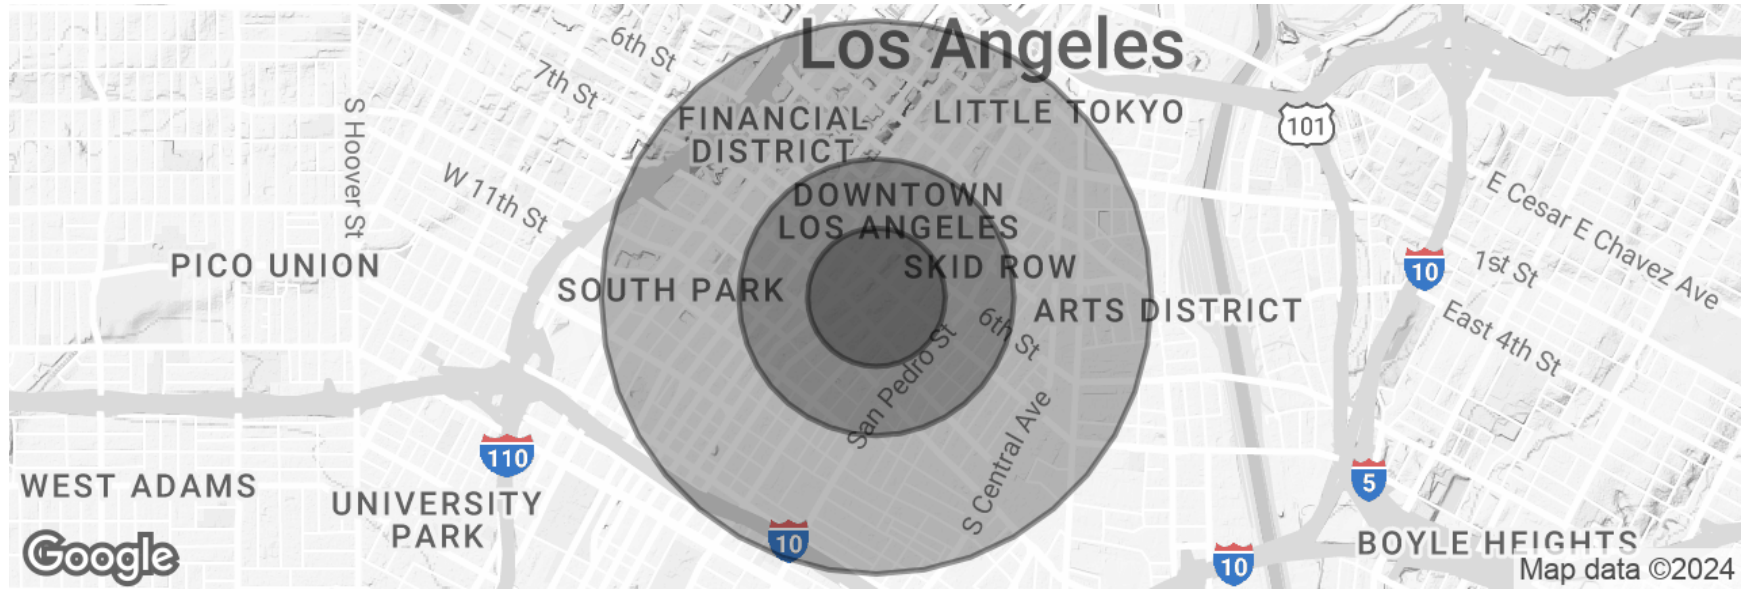 Los Angeles
6th St
7th St
FINANCIAL
DISTRICT
LITTLE TOKYO
101
S Hoover St
W 11th St
DOWNTOWN
LOS ANGELES
E Cesar E Chavez Ave
PICO UNION
SKID ROW
10
1st St
SOUTH PARK
ARTS DISTRICT
6th St
East 4th St
San Pedro St
S Central Ave
110
5
WEST ADAMS
UNIVERSITY
PARK
10
10
BOYLE HEIGHTS
Google
Map data ©2024